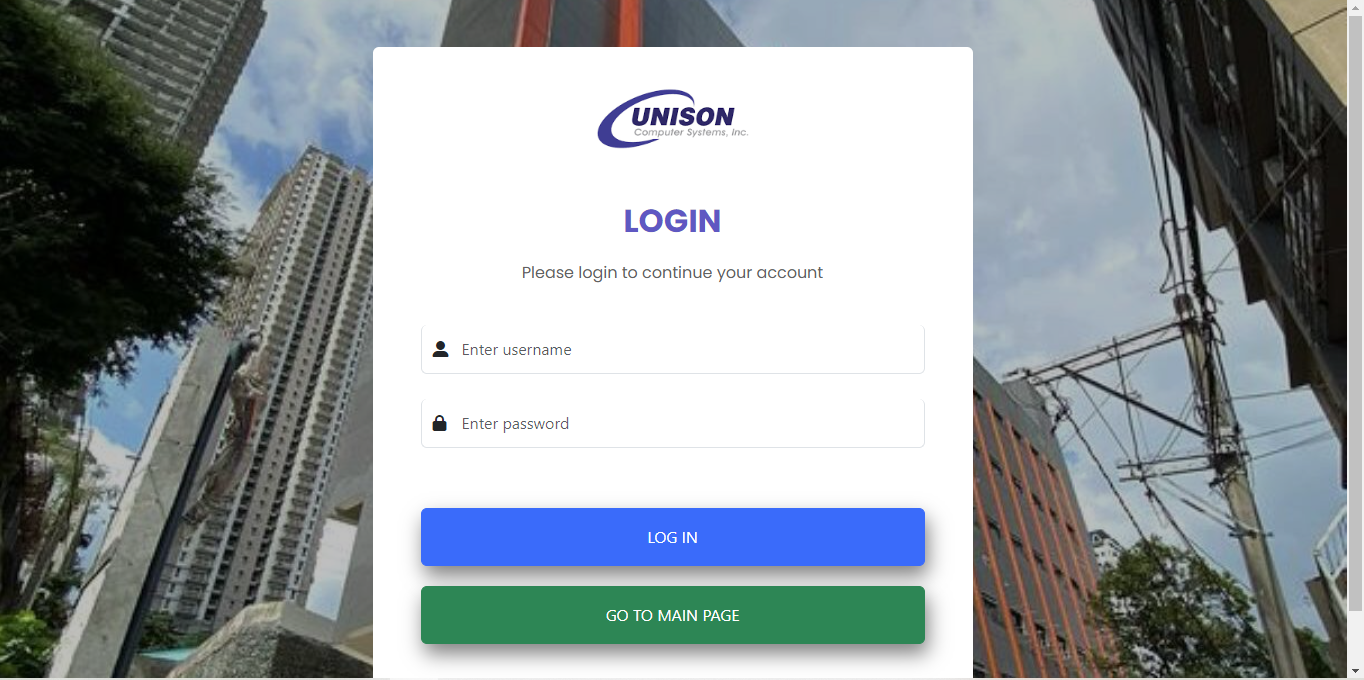 UNISON
Computer Systems, Inc.
LOGIN
Please login to continue your account
Enter username
Enter password
LOG IN
GO TO MAIN PAGE